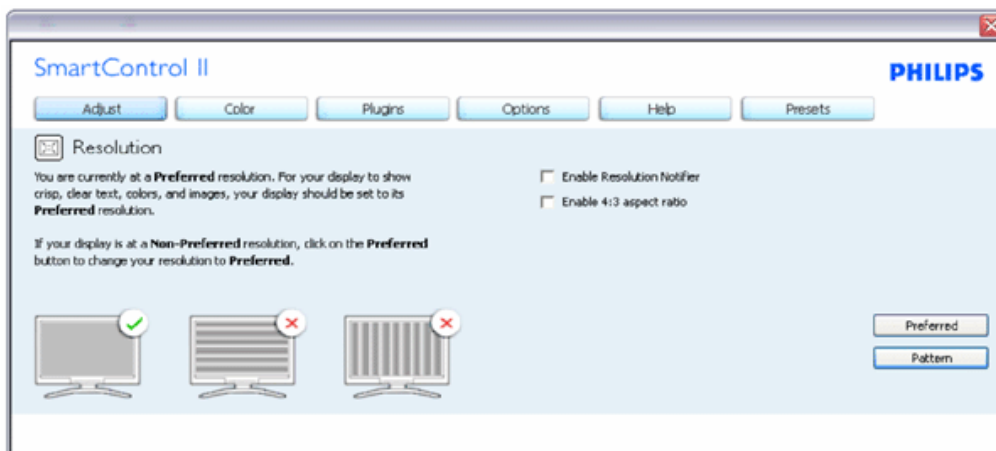 SmartControl II
PHILIPS
Adjust Color Plugins Options Help Presets
Resolution
You are currently at a Preferred resolution. For your display to show
crisp, clear text, colors, and images, your display should be set to its
Preferred resolution.
If your display is at a Non-Preferred resolution, click on the Preferred
button to change your resolution to Preferred.
Enable Resolution Notifier
Enable 4:3 aspect ratio
Preferred
Pattern